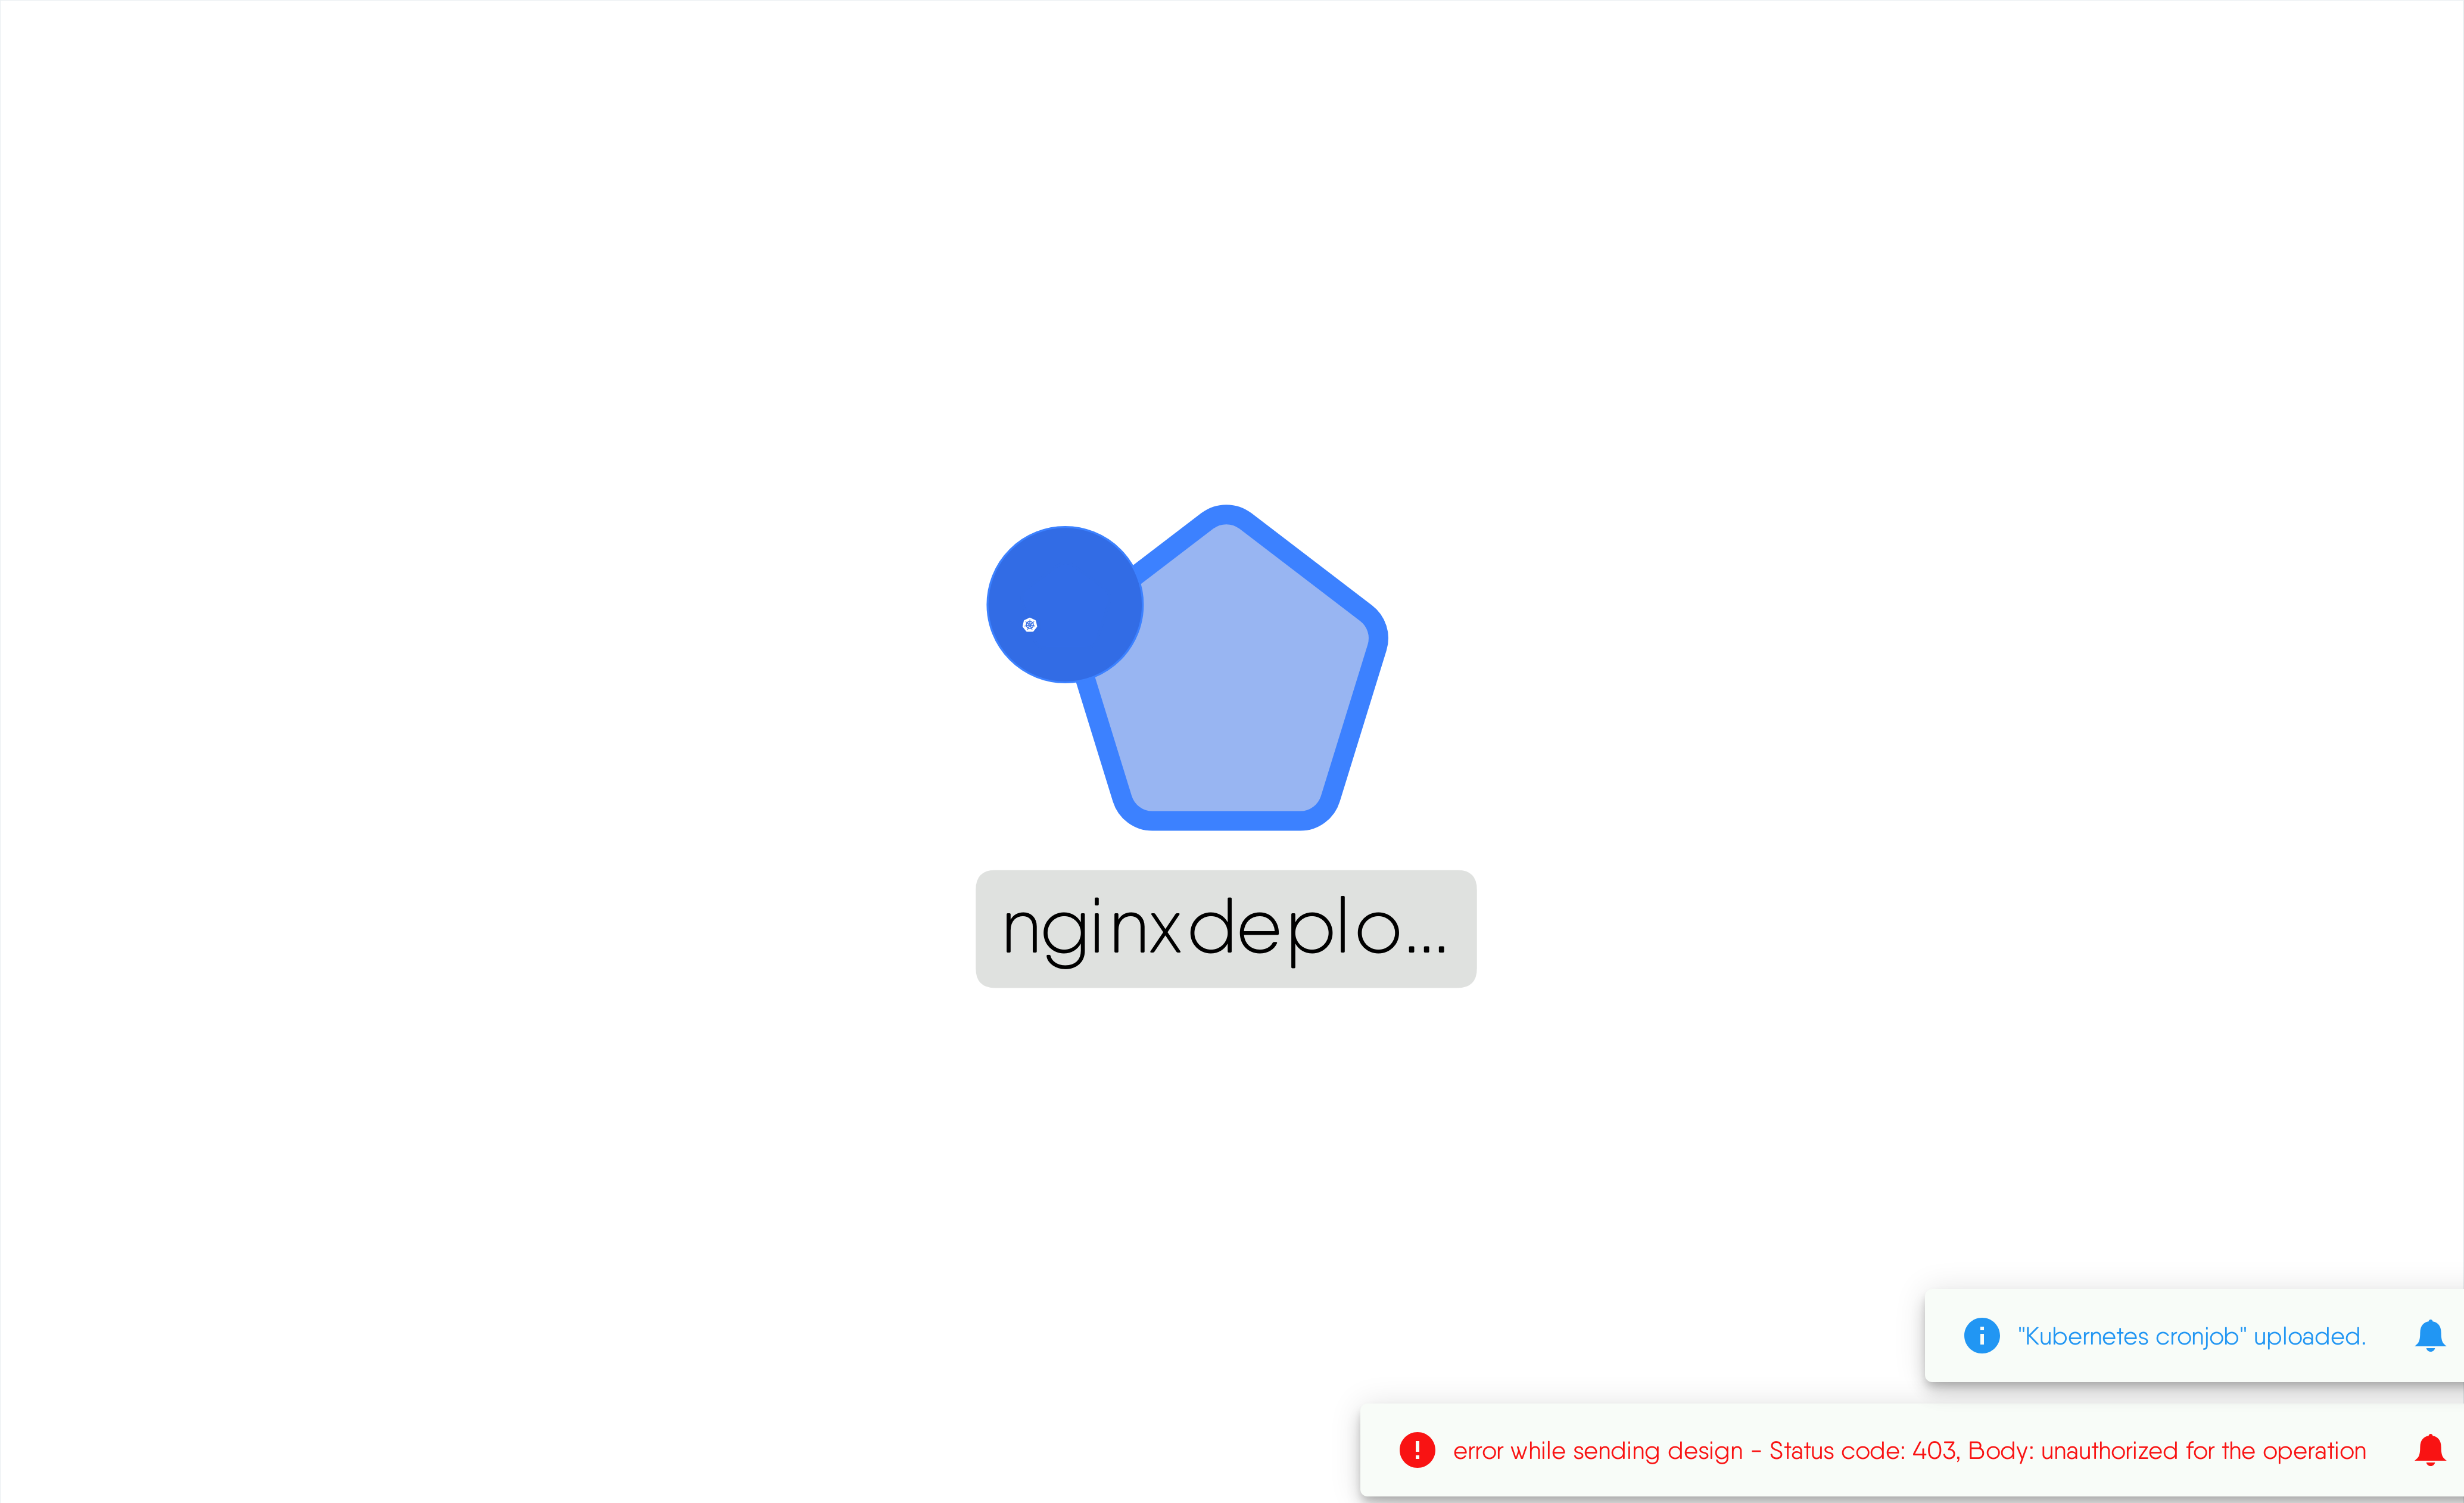 nginxdeplo...
"Kubernetes cronjob" uploaded.
error while sending design - Status code: 403, Body: unauthorized for the operation